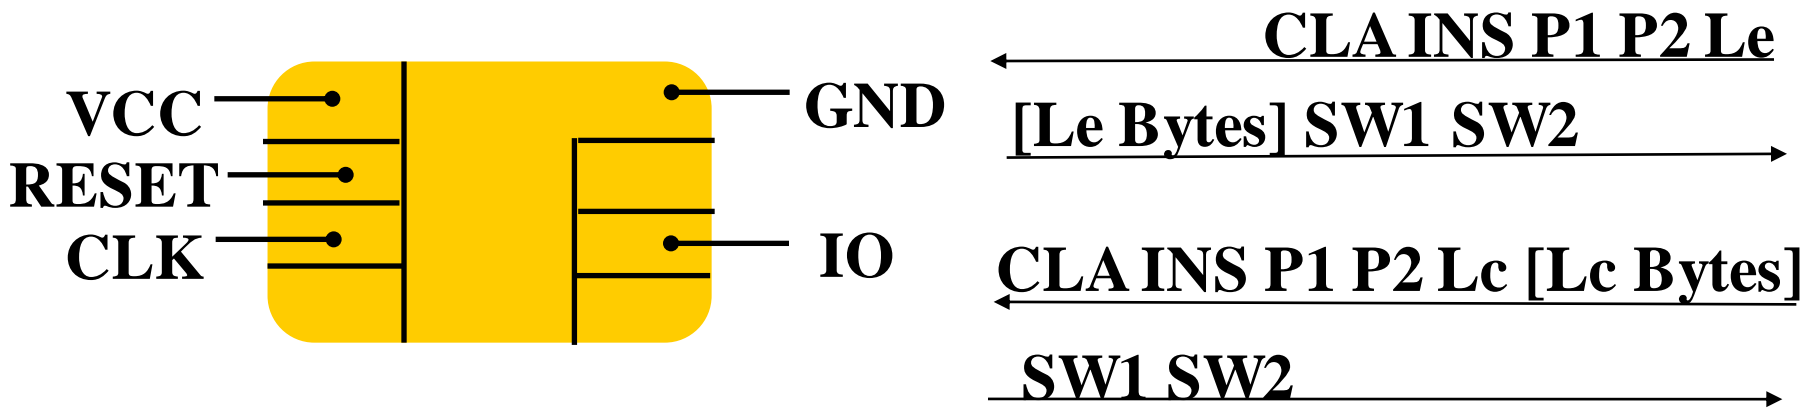 VCC
RESET
CLK
GND
IO
CLA INS P1 P2 Le
[Le Bytes] SW1 SW2
CLA INS P1 P2 Lc [Lc Bytes]
SW1 SW2